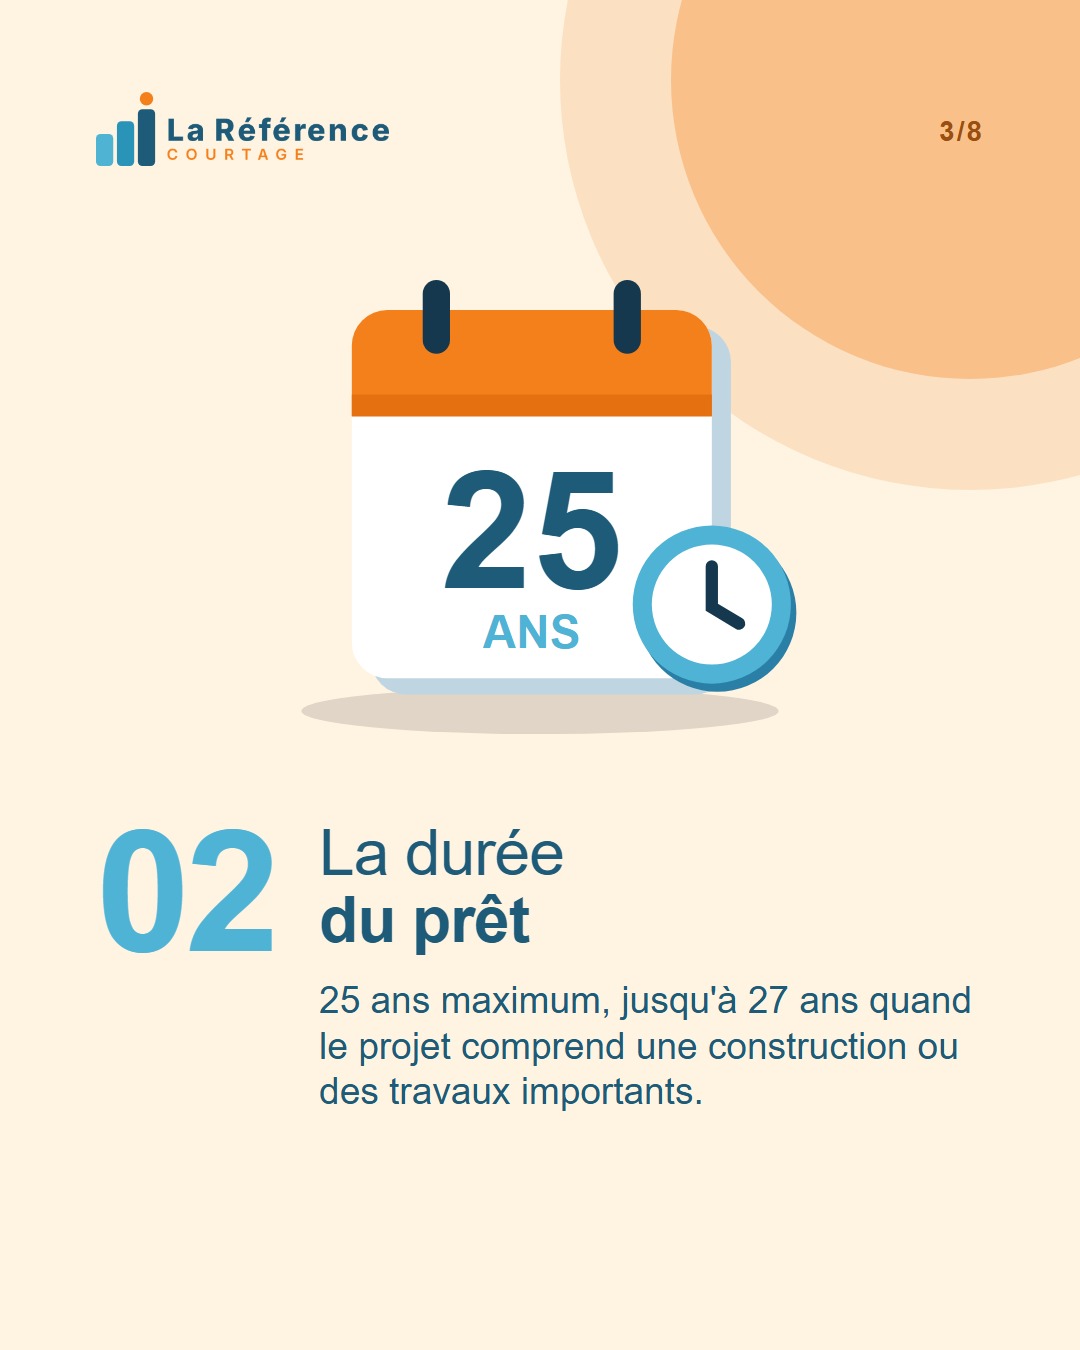 La Référence
COURTAGE
3/8
25
ANS
02
La durée
du prêt
25 ans maximum, jusqu'à 27 ans quand
le projet comprend une construction ou
des travaux importants.